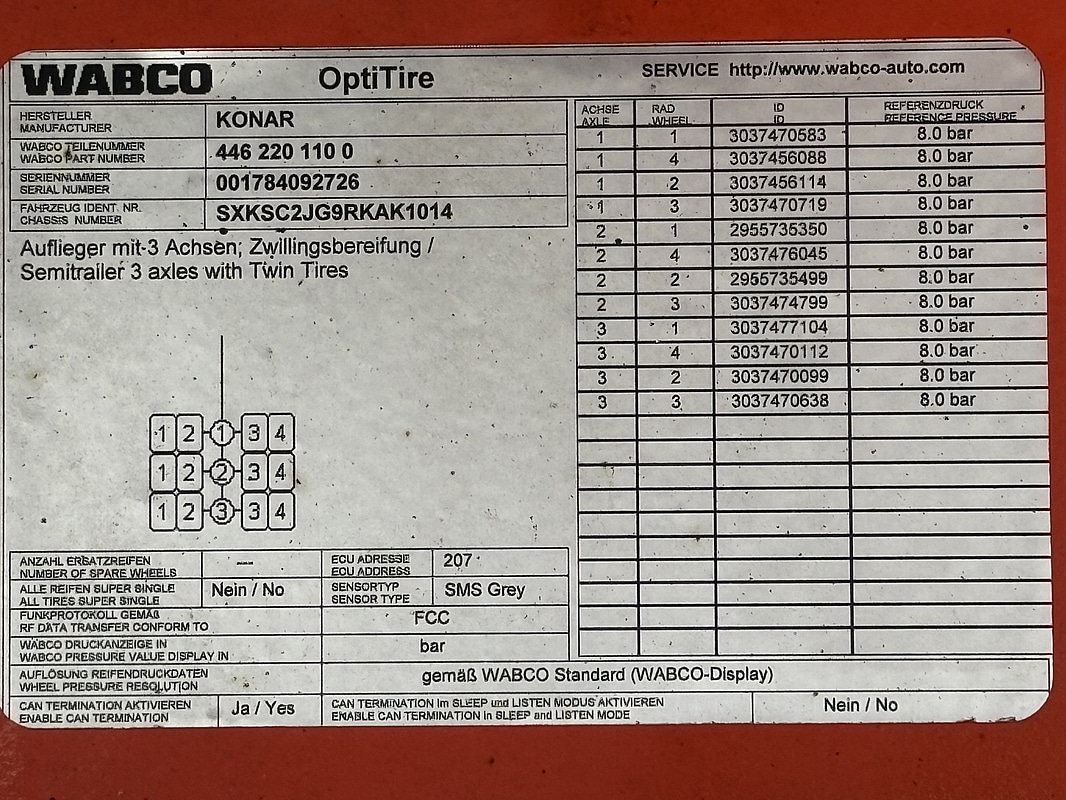 WABCO OptiTire SERVICE http://www.wabco-auto.com
HERSTELLER
MANUFACTURER
KONAR
WABCO TEILENUMMER
WABCO PART NUMBER
446 220 110 0
SERIENNUMMER
SERIAL NUMBER
001784092726
FAHRZEUG IDENT. NR.
CHASSIS NUMBER
SXKSC2JG9RKAK1014
Auflieger mit 3 Achsen; Zwillingsbereifung /
Semitrailer 3 axles with Twin Tires
1 2 1 3 4
1 2 2 3 4
1 2 3 3 4
ACHSE RAD ID REFERENZDRUCK
AXLE WHEEL ID REFERENCE PRESSURE
1 1 3037470583 8.0 bar
1 4 3037456088 8.0 bar
1 2 3037456114 8.0 bar
1 3 3037470719 8.0 bar
2 1 2955735350 8.0 bar
2 4 3037476045 8.0 bar
2 2 2955735499 8.0 bar
2 3 3037474799 8.0 bar
3 1 3037477104 8.0 bar
3 4 3037470112 8.0 bar
3 2 3037470099 8.0 bar
3 3 3037470638 8.0 bar
ANZAHL ERSATZREIFEN
NUMBER OF SPARE WHEELS
---
ECU ADRESSE
ECU ADDRESS
207
ALLE REIFEN SUPER SINGLE
ALL TIRES SUPER SINGLE
Nein / No
SENSORTYP
SENSOR TYPE
SMS Grey
FUNKPROTOKOLL GEMÄß
RF DATA TRANSFER CONFORM TO
FCC
WABCO DRUCKANZEIGE IN
WABCO PRESSURE VALUE DISPLAY IN
bar
AUFLÖSUNG REIFENDRUCKDATEN
WHEEL PRESSURE RESOLUTION
gemäß WABCO Standard (WABCO-Display)
CAN TERMINATION AKTIVIEREN
ENABLE CAN TERMINATION
Ja / Yes
CAN TERMINATION im SLEEP und LISTEN MODUS AKTIVIEREN
ENABLE CAN TERMINATION in SLEEP and LISTEN MODE
Nein / No